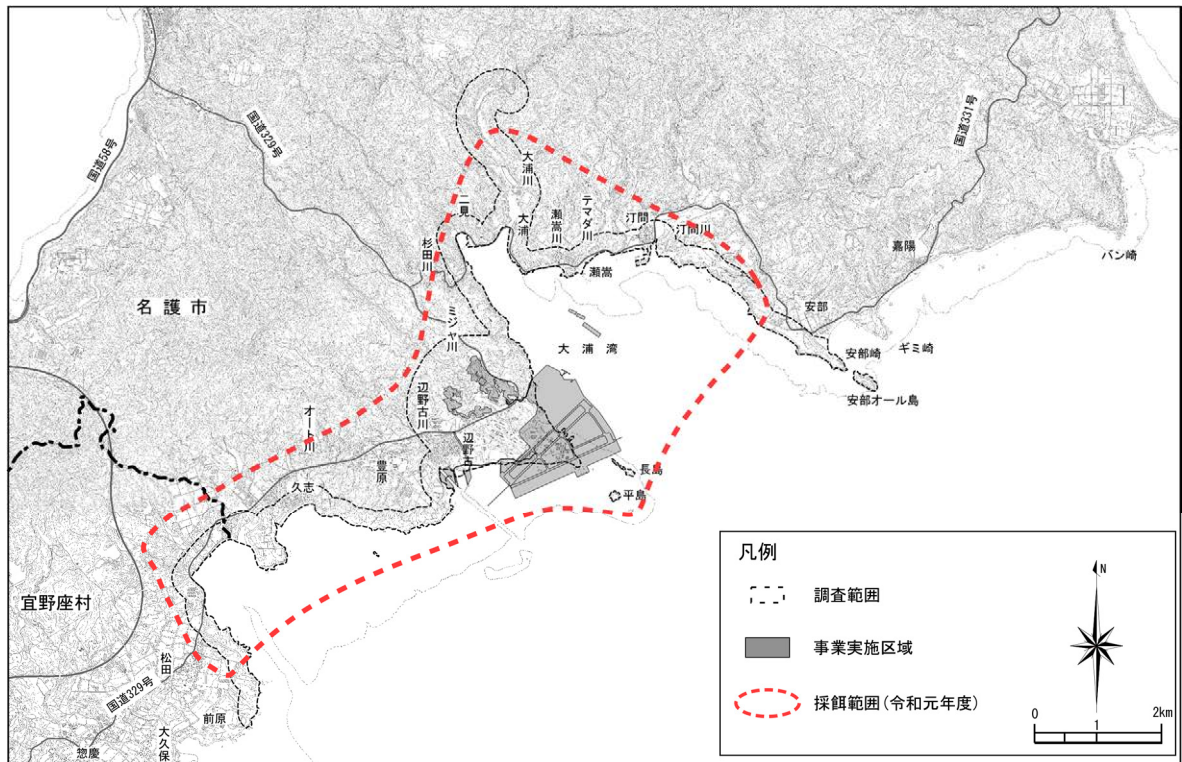 国道58号
国道329号
国道331号
大浦川
二見
大浦
瀬嵩川
テマダ川
汀間
汀間川
嘉陽
バン崎
杉田川
瀬嵩
安部
名護市
ミジャ川
大浦湾
安部崎
ギミ崎
安部オール島
辺野古川
オート川
辺野古
豊原
久志
長島
平島
宜野座村
松田
国道329号
前原
大久保
惣慶
凡例
調査範囲
事業実施区域
採餌範囲(令和元年度)
N
0 1 2km